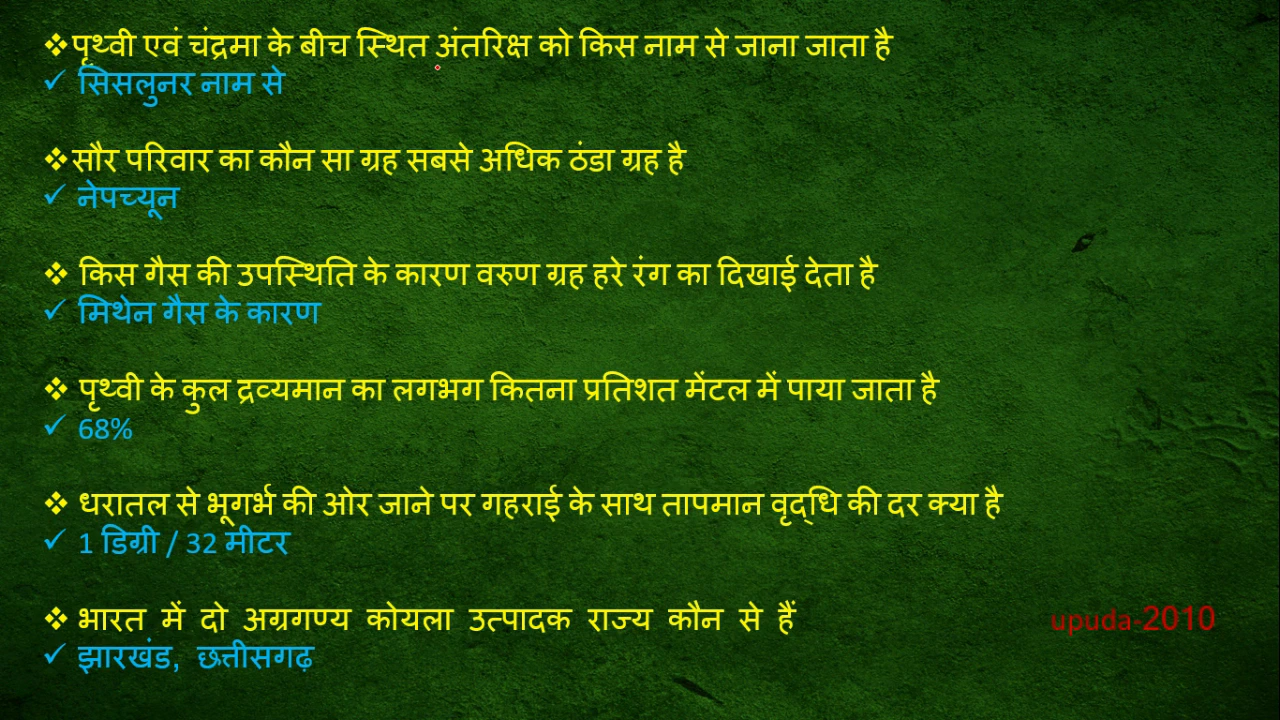 ❖पृथ्वी एवं चंद्रमा के बीच स्थित अंतरिक्ष को किस नाम से जाना जाता है
✓ सिसलुनर नाम से
❖सौर परिवार का कौन सा ग्रह सबसे अधिक ठंडा ग्रह है
✓ नेपच्यून
❖ किस गैस की उपस्थिति के कारण वरुण ग्रह हरे रंग का दिखाई देता है
✓ मिथेन गैस के कारण
❖ पृथ्वी के कुल द्रव्यमान का लगभग कितना प्रतिशत मेंटल में पाया जाता है
✓ 68%
❖ धरातल से भूगर्भ की ओर जाने पर गहराई के साथ तापमान वृद्धि की दर क्या है
✓ 1 डिग्री / 32 मीटर
❖ भारत में दो अग्रगण्य कोयला उत्पादक राज्य कौन से हैं upuda-2010
✓ झारखंड, छत्तीसगढ़